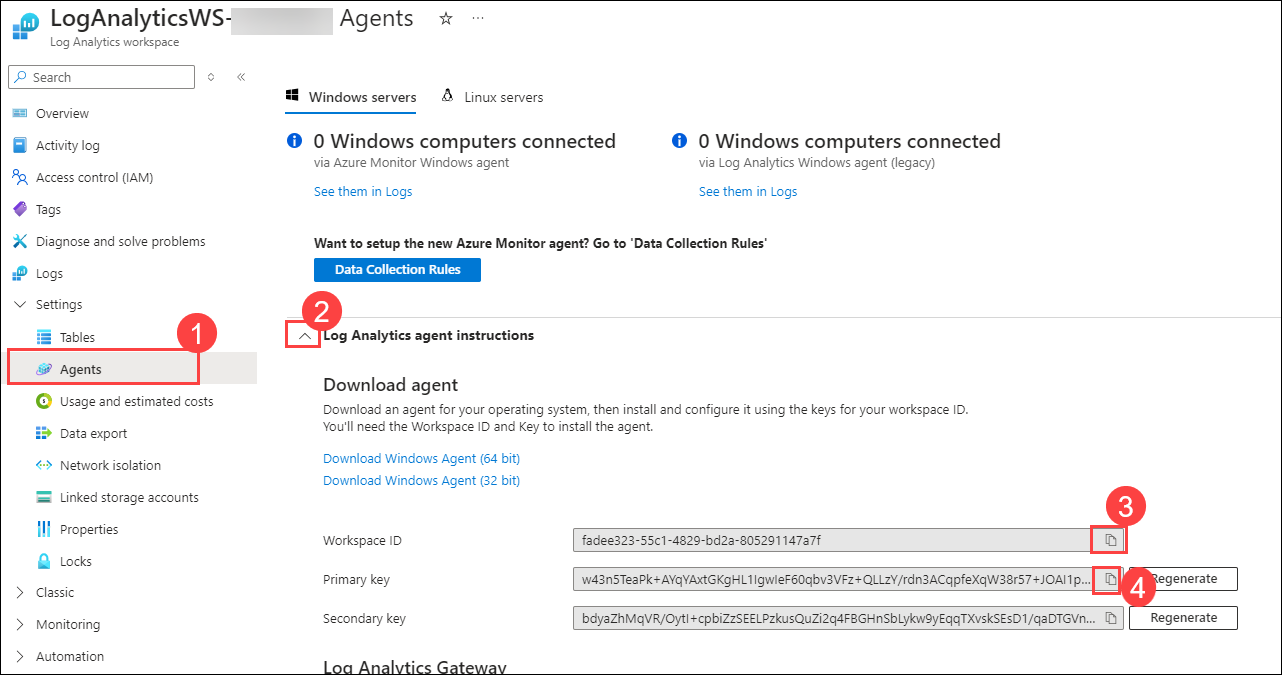 LogAnalyticsWS- Agents ☆ ...
Log Analytics workspace
Search
Overview
Activity log
Access control (IAM)
Tags
Diagnose and solve problems
Logs
Settings
Tables
1
Agents
Usage and estimated costs
Data export
Network isolation
Linked storage accounts
Properties
Locks
Classic
Monitoring
Automation
Windows servers Linux servers
0 Windows computers connected
via Azure Monitor Windows agent
See them in Logs
0 Windows computers connected
via Log Analytics Windows agent (legacy)
See them in Logs
Want to setup the new Azure Monitor agent? Go to 'Data Collection Rules'
Data Collection Rules
2
Log Analytics agent instructions
Download agent
Download an agent for your operating system, then install and configure it using the keys for your workspace ID.
You'll need the Workspace ID and Key to install the agent.
Download Windows Agent (64 bit)
Download Windows Agent (32 bit)
3
Workspace ID fadee323-55c1-4829-bd2a-805291147a7f
Primary key w43n5TeaPk+AYqYAxtGKgHL1IgwIeF60qbv3VFz+QLLzY/rdn3ACqpfeXqW38r57+JOAI1p... Regenerate
4
Secondary key bdyaZhMqVR/OytI+cpbiZzSEELPzkusQuZi2q4FBGHnSbLykw9yEqqTXvskSEsD1/qaDTGVn... Regenerate
Log Analytics Gateway